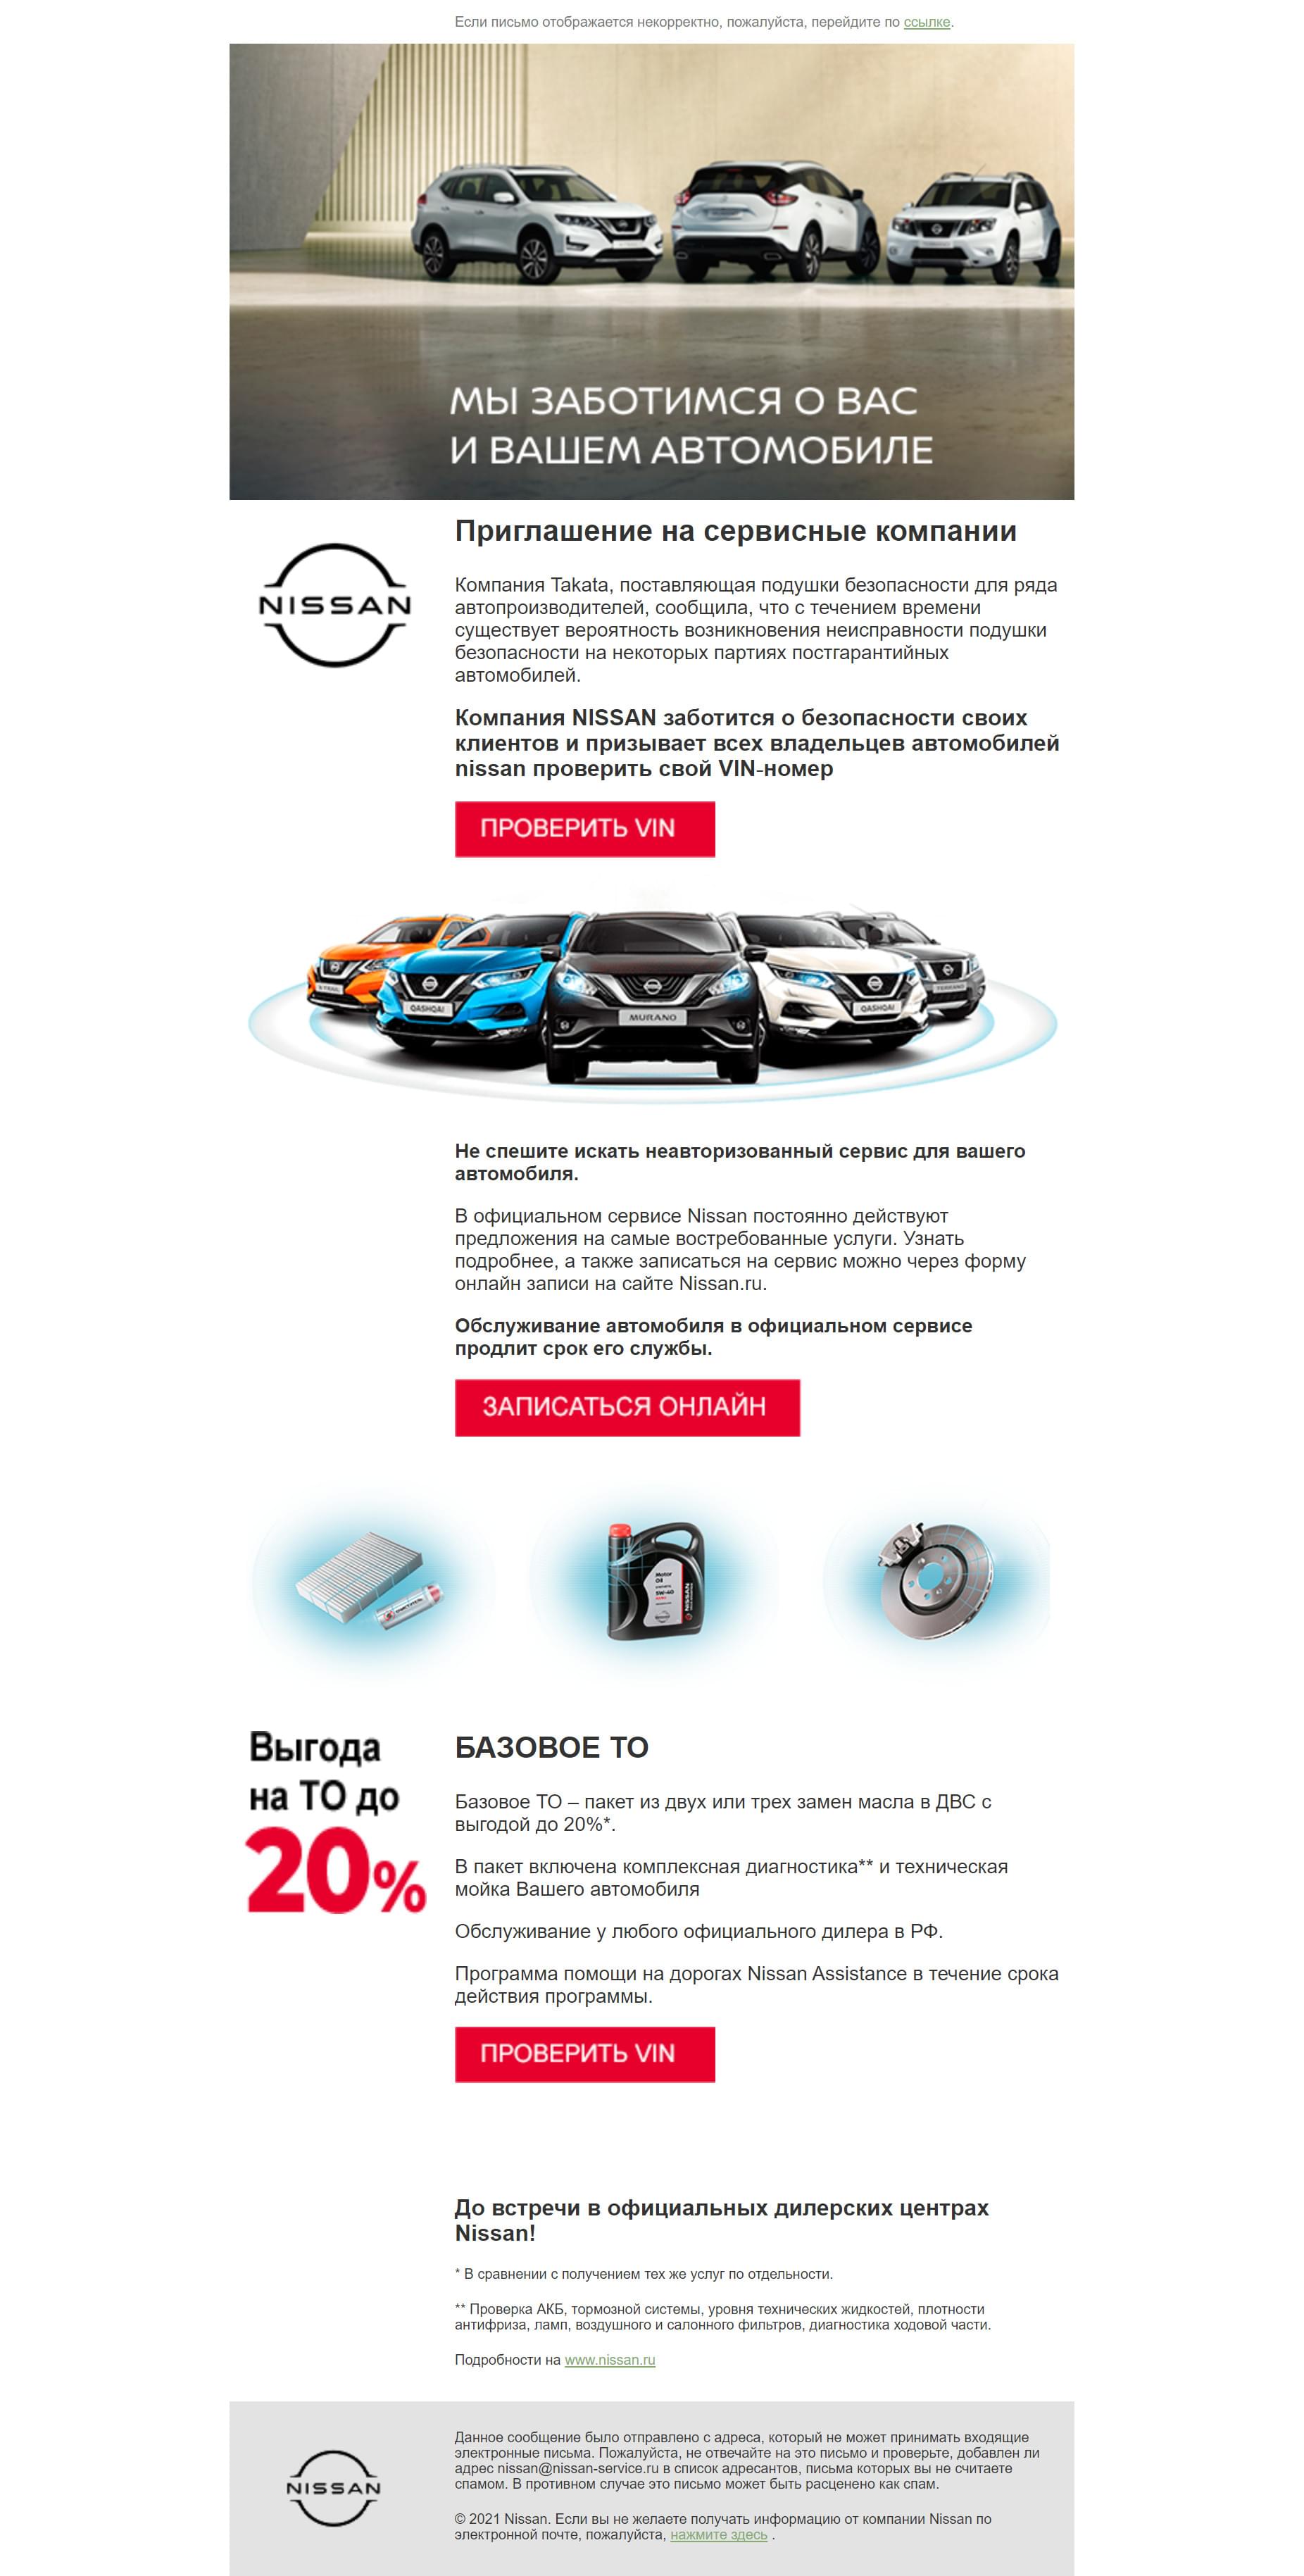 Если письмо отображается некорректно, пожалуйста, перейдите по ссылке.
МЫ ЗАБОТИМСЯ О ВАС
И ВАШЕМ АВТОМОБИЛЕ
Приглашение на сервисные компании
NISSAN
Компания Takata, поставляющая подушки безопасности для ряда
автопроизводителей, сообщила, что с течением времени
существует вероятность возникновения неисправности подушки
безопасности на некоторых партиях постгарантийных
автомобилей.
Компания NISSAN заботится о безопасности своих
клиентов и призывает всех владельцев автомобилей
nissan проверить свой VIN-номер
ПРОВЕРИТЬ VIN
X-TRAIL
QASHQAI
MURANO
QASHQAI
TERRANO
Не спешите искать неавторизованный сервис для вашего
автомобиля.
В официальном сервисе Nissan постоянно действуют
предложения на самые востребованные услуги. Узнать
подробнее, а также записаться на сервис можно через форму
онлайн записи на сайте Nissan.ru.
Обслуживание автомобиля в официальном сервисе
продлит срок его службы.
ЗАПИСАТЬСЯ ОНЛАЙН
Motor
Oil
5W-40
NISSAN
Выгода
на ТО до
20%
БАЗОВОЕ ТО
Базовое ТО – пакет из двух или трех замен масла в ДВС с
выгодой до 20%*.
В пакет включена комплексная диагностика** и техническая
мойка Вашего автомобиля
Обслуживание у любого официального дилера в РФ.
Программа помощи на дорогах Nissan Assistance в течение срока
действия программы.
ПРОВЕРИТЬ VIN
До встречи в официальных дилерских центрах
Nissan!
* В сравнении с получением тех же услуг по отдельности.
** Проверка АКБ, тормозной системы, уровня технических жидкостей, плотности
антифриза, ламп, воздушного и салонного фильтров, диагностика ходовой части.
Подробности на www.nissan.ru
NISSAN
Данное сообщение было отправлено с адреса, который не может принимать входящие
электронные письма. Пожалуйста, не отвечайте на это письмо и проверьте, добавлен ли
адрес nissan@nissan-service.ru в список адресантов, письма которых вы не считаете
спамом. В противном случае это письмо может быть расценено как спам.
© 2021 Nissan. Если вы не желаете получать информацию от компании Nissan по
электронной почте, пожалуйста, нажмите здесь .